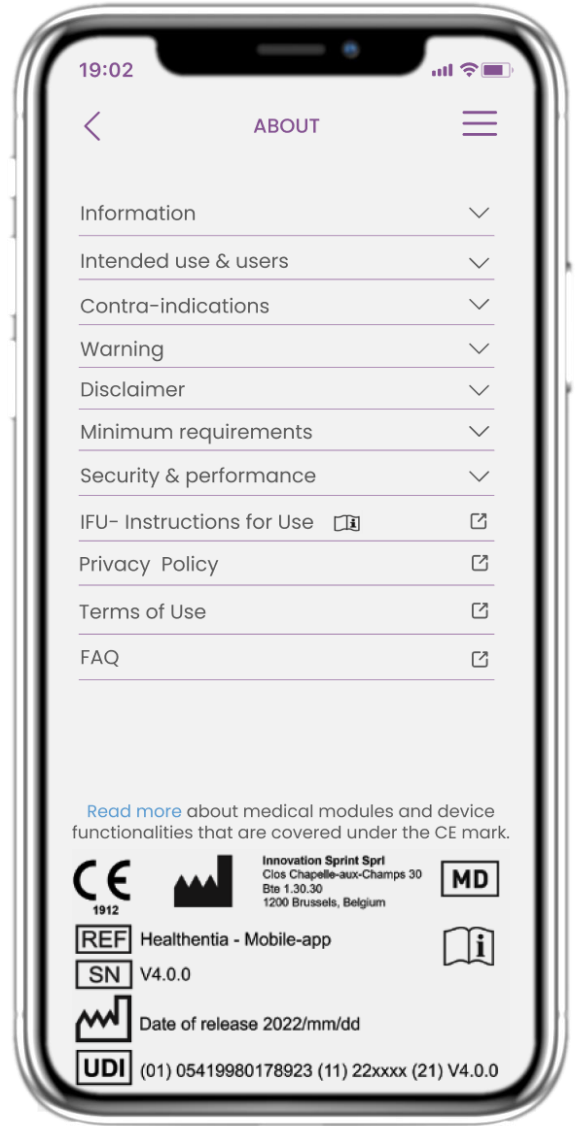 19:02
ABOUT
Information
Intended use & users
Contra-indications
Warning
Disclaimer
Minimum requirements
Security & performance
IFU- Instructions for Use
Privacy Policy
Terms of Use
FAQ
Read more about medical modules and device
functionalities that are covered under the CE mark.
CE
1912
Innovation Sprint Sprl
Clos Chapelle-aux-Champs 30
Bte 1.30.30
1200 Brussels, Belgium
MD
REF Healthentia - Mobile-app
i
SN V4.0.0
Date of release 2022/mm/dd
UDI (01) 05419980178923 (11) 22xxxx (21) V4.0.0